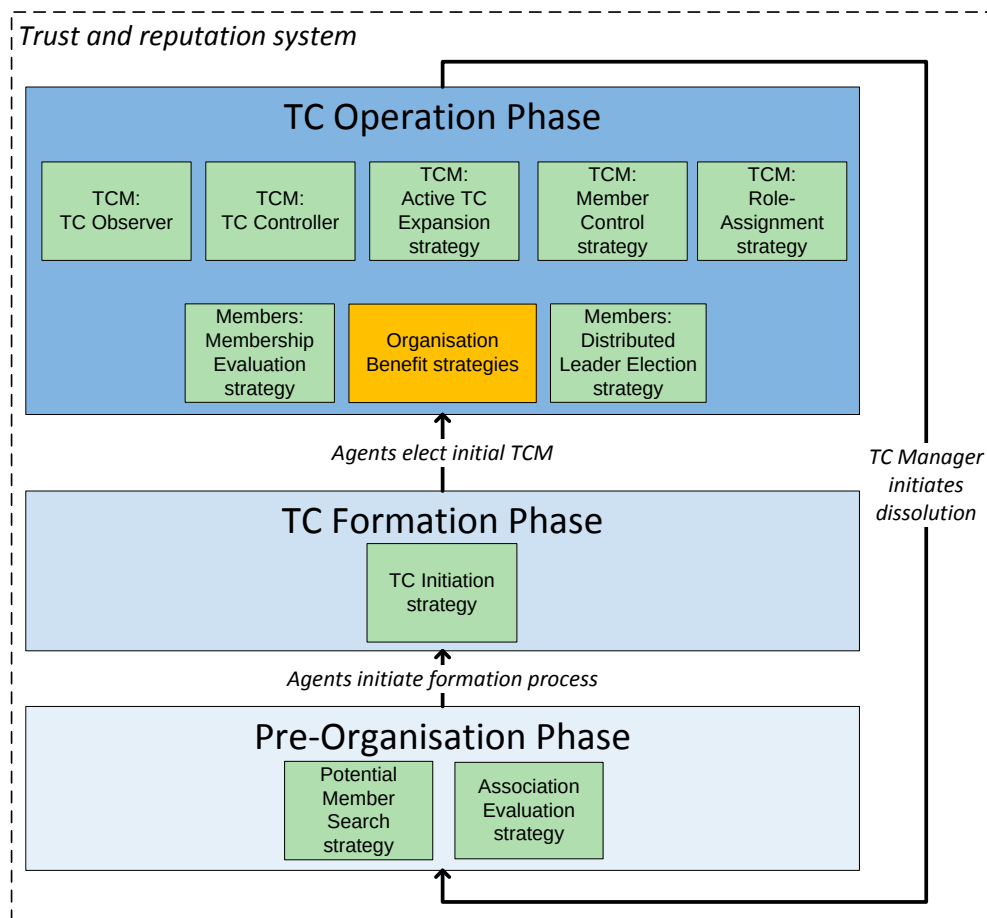 Trust and reputation system
TC Operation Phase
TCM:
TC Observer
TCM:
TC Controller
TCM:
Active TC
Expansion
strategy
TCM:
Member
Control
strategy
TCM:
Role-
Assignment
strategy
Members:
Membership
Evaluation
strategy
Organisation
Benefit strategies
Members:
Distributed
Leader Election
strategy
Agents elect initial TCM
TC Manager
initiates
dissolution
TC Formation Phase
TC Initiation
strategy
Agents initiate formation process
Pre-Organisation Phase
Potential
Member
Search
strategy
Association
Evaluation
strategy